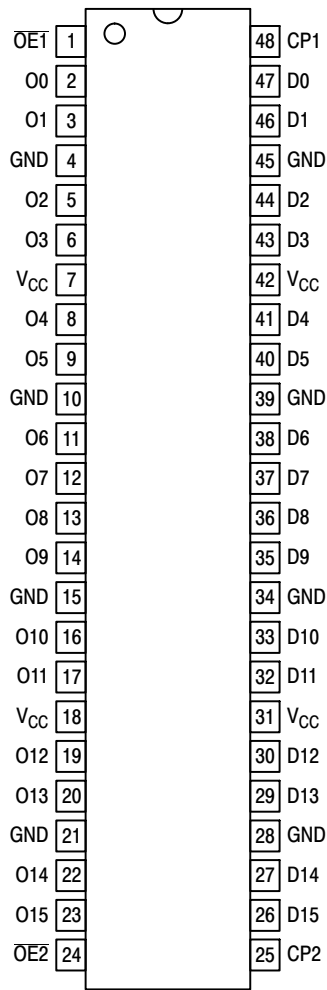 O̅E̅1̅ 1 48 CP1
O0 2 47 D0
O1 3 46 D1
GND 4 45 GND
O2 5 44 D2
O3 6 43 D3
VCC 7 42 VCC
O4 8 41 D4
O5 9 40 D5
GND 10 39 GND
O6 11 38 D6
O7 12 37 D7
O8 13 36 D8
O9 14 35 D9
GND 15 34 GND
O10 16 33 D10
O11 17 32 D11
VCC 18 31 VCC
O12 19 30 D12
O13 20 29 D13
GND 21 28 GND
O14 22 27 D14
O15 23 26 D15
O̅E̅2̅ 24 25 CP2